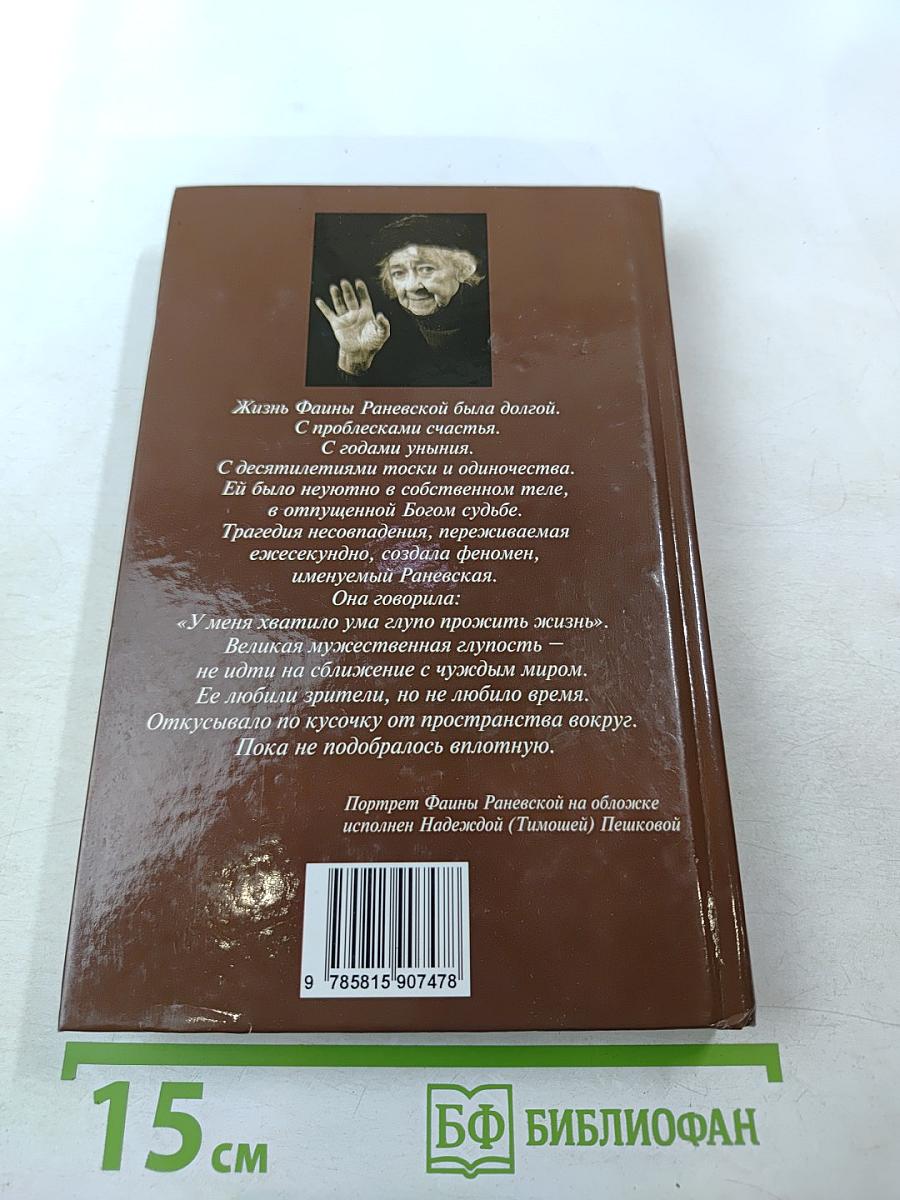 Жизнь Фаины Раневской была долгой.
С проблесками счастья.
С годами уныния.
С десятилетиями тоски и одиночества.
Ей было неуютно в собственном теле,
в отпущенной Богом судьбе.
Трагедия несовпадения, переживаемая
ежесекундно, создала феномен,
именуемый Раневская.
Она говорила:
«У меня хватило ума глупо прожить жизнь».
Великая мужественная глупость –
не идти на сближение с чуждым миром.
Ее любили зрители, но не любило время.
Откусывало по кусочку от пространства вокруг.
Пока не подобралось вплотную.
Портрет Фаины Раневской на обложке
исполнен Надеждой (Тимошей) Пешковой
9 785815 907478
15 см
БФ БИБЛИОФАН